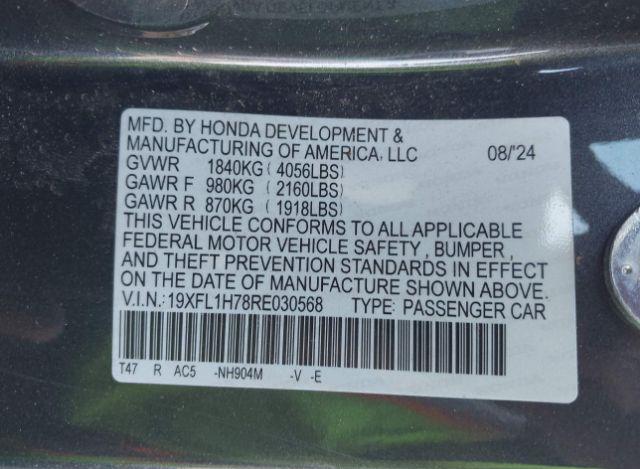 MFD. BY HONDA DEVELOPMENT &
MANUFACTURING OF AMERICA, LLC 08/'24
GVWR 1840KG ( 4056LBS)
GAWR F 980KG ( 2160LBS)
GAWR R 870KG ( 1918LBS)
THIS VEHICLE CONFORMS TO ALL APPLICABLE
FEDERAL MOTOR VEHICLE SAFETY , BUMPER ,
AND THEFT PREVENTION STANDARDS IN EFFECT
ON THE DATE OF MANUFACTURE SHOWN ABOVE.
V.I.N.:19XFL1H78RE030568 TYPE: PASSENGER CAR
T47 R AC5 -NH904M -V -E